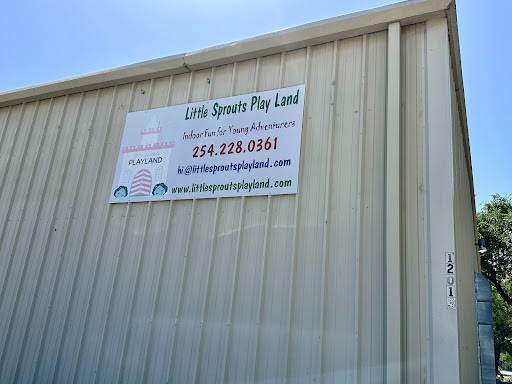 Little Sprouts Play Land
Indoor Fun for Young Adventurers
PLAYLAND
254.228.0361
hi@littlesproutsplayland.com
www.littlesproutsplayland.com
1201